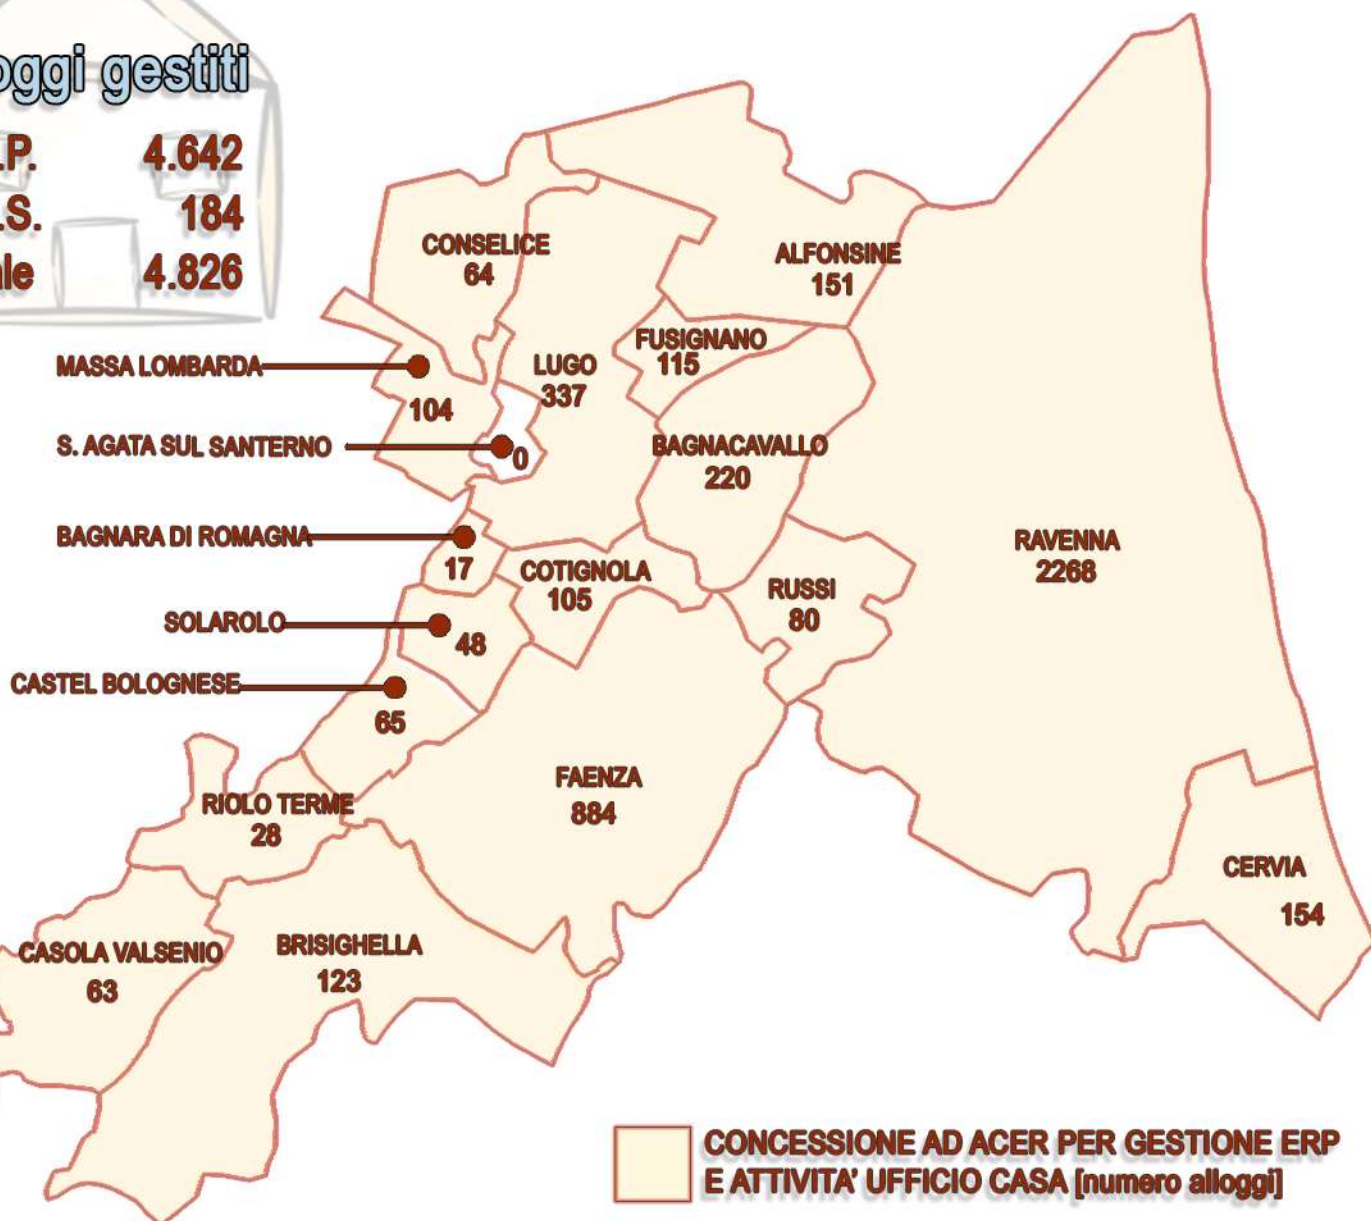 oggi gestiti
.P. 4.642
.S. 184
ale 4.826
CONSELICE
64
ALFONSINE
151
FUSIGNANO
115
MASSA LOMBARDA
104
LUGO
337
S. AGATA SUL SANTERNO
0
BAGNACAVALLO
220
BAGNARA DI ROMAGNA
17
COTIGNOLA
105
RAVENNA
2268
RUSSI
80
SOLAROLO
48
CASTEL BOLOGNESE
65
FAENZA
884
RIOLO TERME
28
CERVIA
154
CASOLA VALSENIO
63
BRISIGHELLA
123
CONCESSIONE AD ACER PER GESTIONE ERP
E ATTIVITA' UFFICIO CASA [numero alloggi]